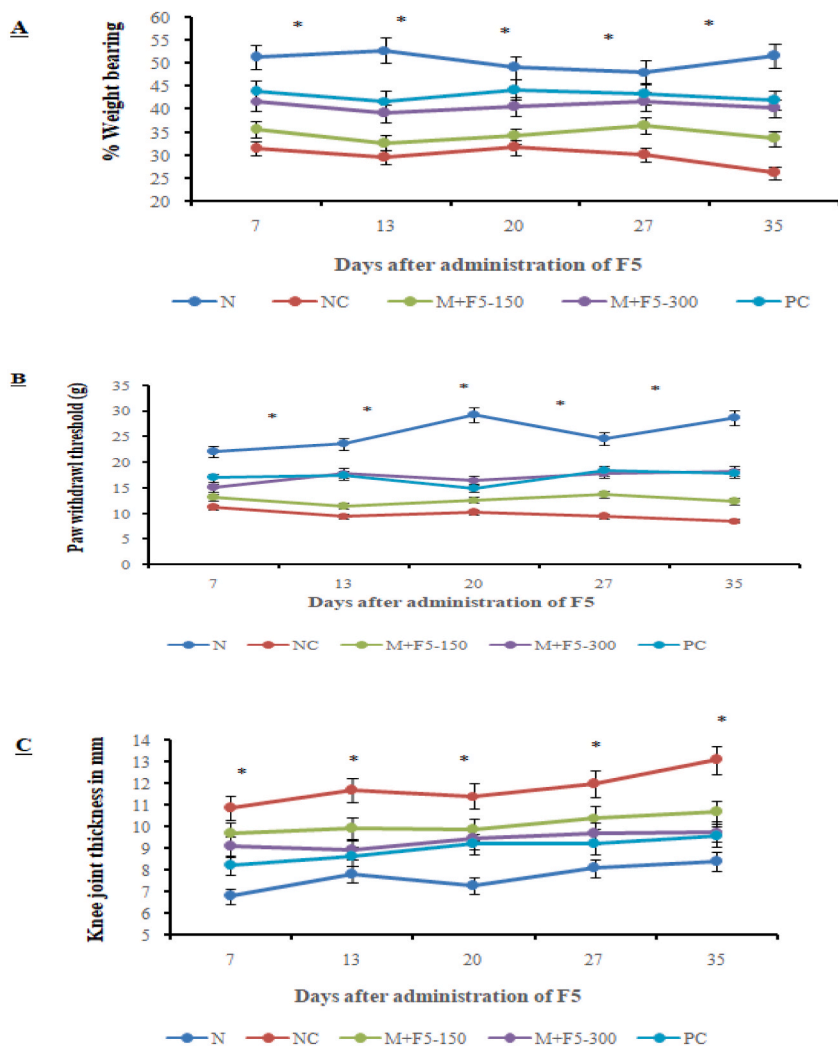 A
* * * * *
% Weight bearing
60
55
50
45
40
35
30
25
20
7 13 20 27 35
Days after administration of F5
N NC M+F5-150 M+F5-300 PC
B
* * * * *
Paw withdrawl threshold (g)
35
30
25
20
15
10
5
0
7 13 20 27 35
Days after administration of F5
N NC M+F5-150 M+F5-300 PC
C
* * * * *
Knee joint thickness in mm
14
13
12
11
10
9
8
7
6
5
7 13 20 27 35
Days after administration of F5
N NC M+F5-150 M+F5-300 PC